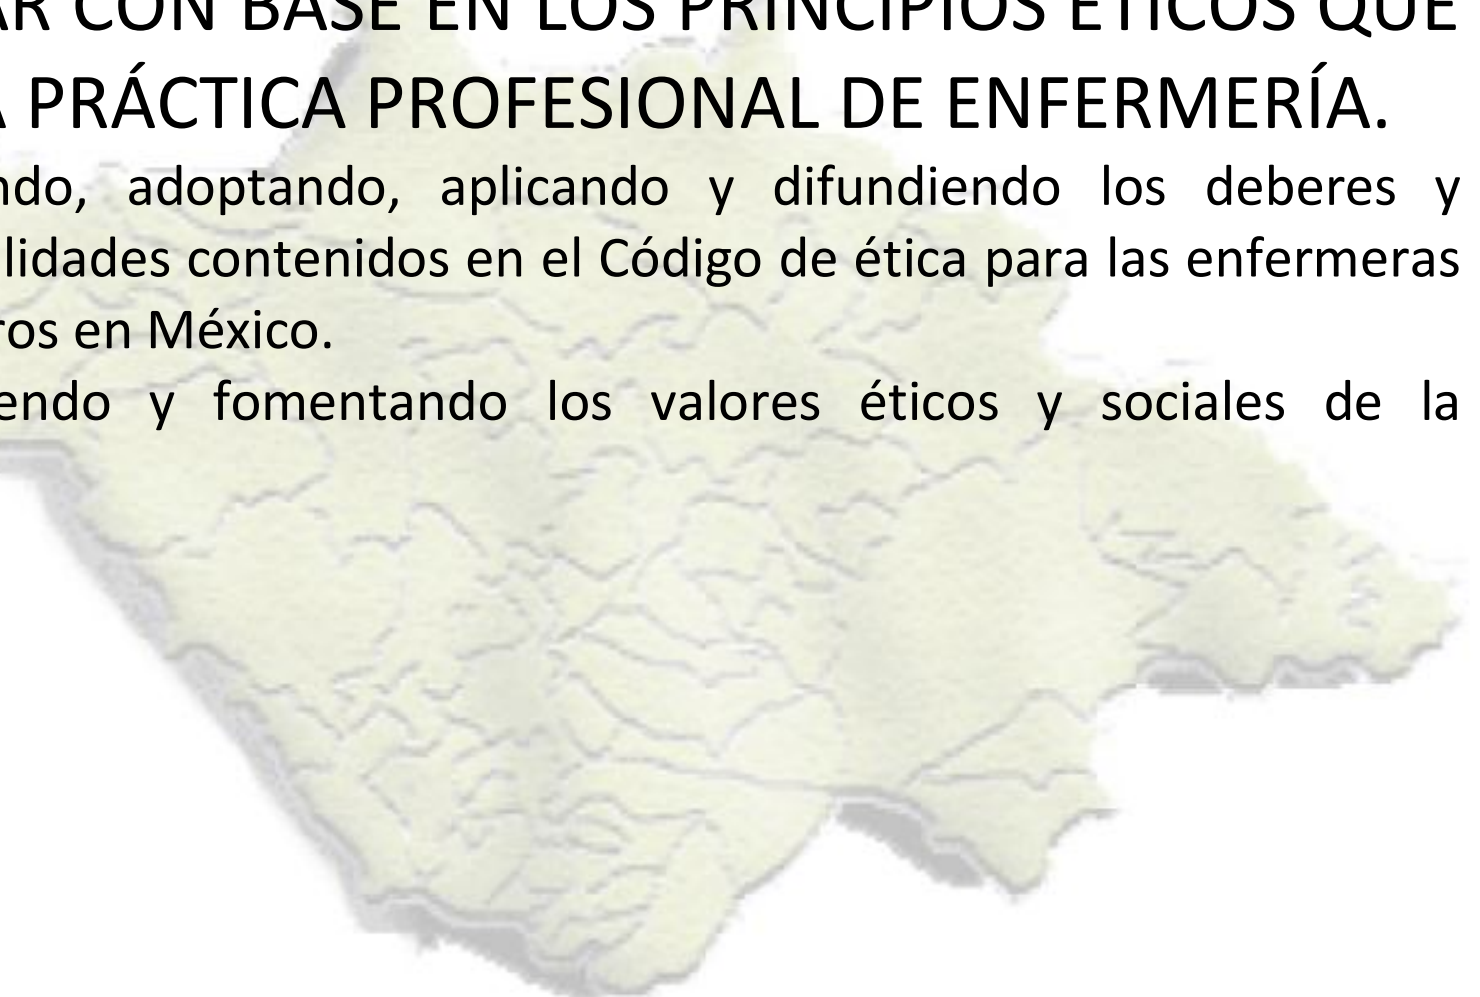 AR CON BASE EN LOS PRINCIPIOS ÉTICOS QUE
A PRÁCTICA PROFESIONAL DE ENFERMERÍA.
ndo, adoptando, aplicando y difundiendo los deberes y
lidades contenidos en el Código de ética para las enfermeras
ros en México.
endo y fomentando los valores éticos y sociales de la